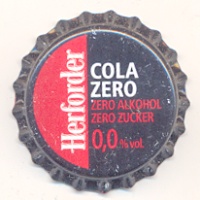 Herforder
COLA
ZERO
ZERO ALKOHOL
ZERO ZUCKER
0,0 % vol